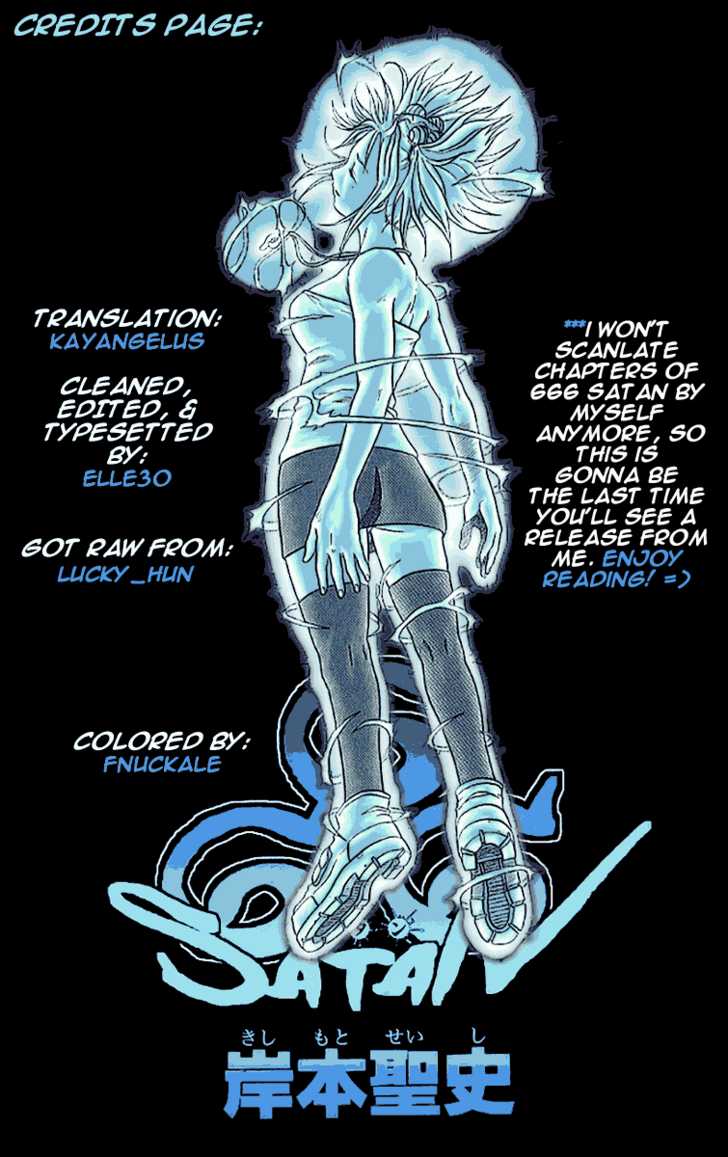 CREDITS PAGE:
TRANSLATION:
KAYANGELUS
CLEANED,
EDITED, &
TYPESETTED
BY:
ELLE30
GOT RAW FROM:
LUCKY_HUN
COLORED BY:
FNUCKALE
***I WON'T
SCANLATE
CHAPTERS OF
666 SATAN BY
MYSELF
ANYMORE, SO
THIS IS
GONNA BE
THE LAST TIME
YOU'LL SEE A
RELEASE FROM
ME. ENJOY
READING! =)
SATAN
きし もと せい し
岸本聖史